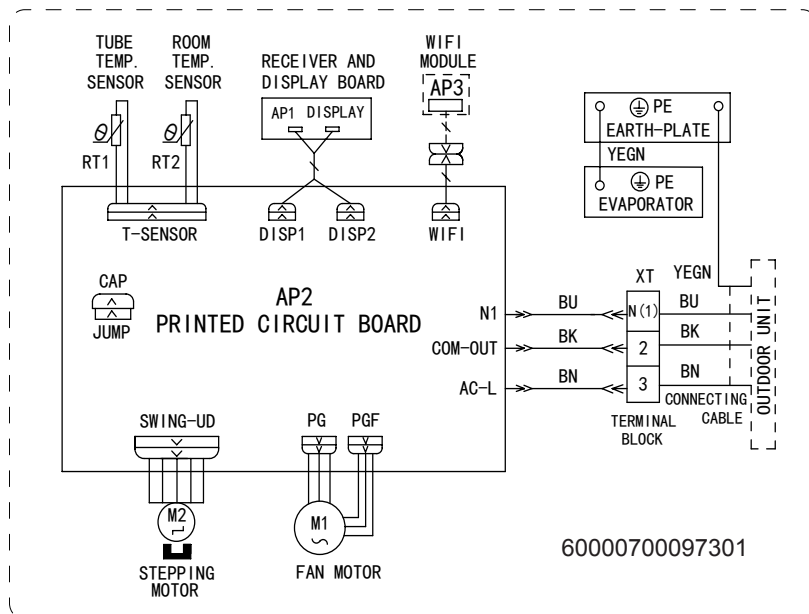 TUBE
TEMP.
SENSOR
ROOM
TEMP.
SENSOR
RECEIVER AND
DISPLAY BOARD
WIFI
MODULE
AP3
AP1 DISPLAY
θ
RT1
θ
RT2
PE
EARTH-PLATE
YEGN
PE
EVAPORATOR
T-SENSOR
DISP1
DISP2
WIFI
CAP
JUMP
AP2
PRINTED CIRCUIT BOARD
N1
COM-OUT
AC-L
BU
BK
BN
XT
N(1)
2
3
TERMINAL
BLOCK
YEGN
BU
BK
BN
CONNECTING
CABLE
OUTDOOR UNIT
SWING-UD
PG
PGF
M2
STEPPING
MOTOR
M1
FAN MOTOR
60000700097301